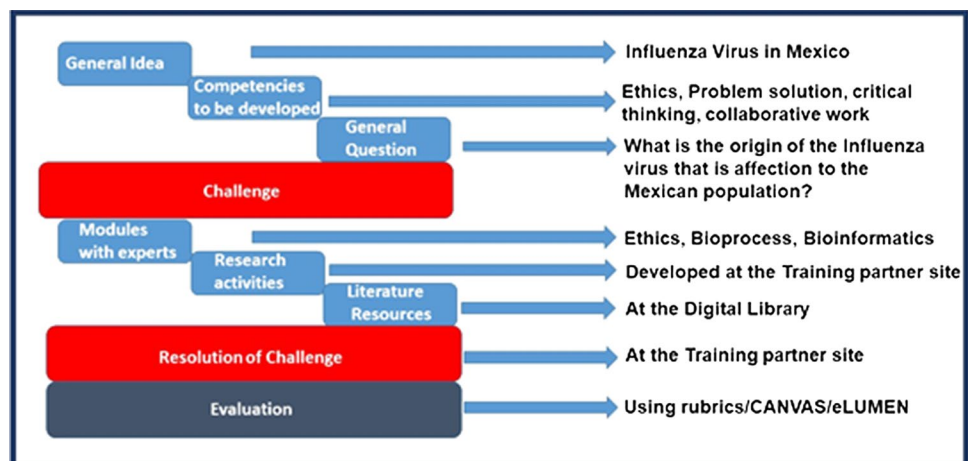 General Idea
Influenza Virus in Mexico
Competencies
to be developed
Ethics, Problem solution, critical
thinking, collaborative work
General
Question
What is the origin of the Influenza
virus that is affection to the
Mexican population?
Challenge
Modules
with experts
Ethics, Bioprocess, Bioinformatics
Research
activities
Developed at the Training partner site
Literature
Resources
At the Digital Library
Resolution of Challenge
At the Training partner site
Evaluation
Using rubrics/CANVAS/eLUMEN